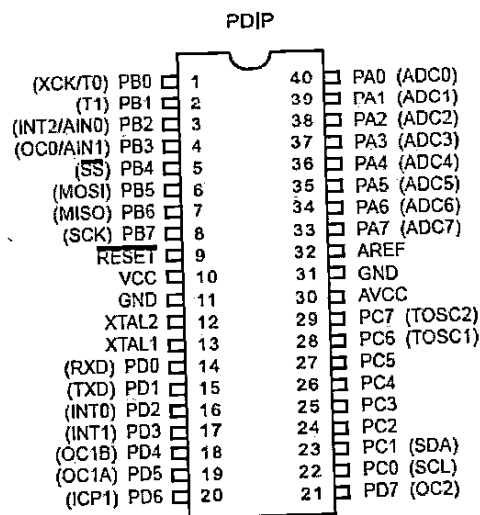 PDIP
(XCK/T0) PB0 1
(T1) PB1 2
(INT2/AIN0) PB2 3
(OC0/AIN1) PB3 4
(SS) PB4 5
(MOSI) PB5 6
(MISO) PB6 7
(SCK) PB7 8
RESET 9
VCC 10
GND 11
XTAL2 12
XTAL1 13
(RXD) PD0 14
(TXD) PD1 15
(INT0) PD2 16
(INT1) PD3 17
(OC1B) PD4 18
(OC1A) PD5 19
(ICP1) PD6 20
40 PA0 (ADC0)
39 PA1 (ADC1)
38 PA2 (ADC2)
37 PA3 (ADC3)
36 PA4 (ADC4)
35 PA5 (ADC5)
34 PA6 (ADC6)
33 PA7 (ADC7)
32 AREF
31 GND
30 AVCC
29 PC7 (TOSC2)
28 PC6 (TOSC1)
27 PC5
26 PC4
25 PC3
24 PC2
23 PC1 (SDA)
22 PC0 (SCL)
21 PD7 (OC2)